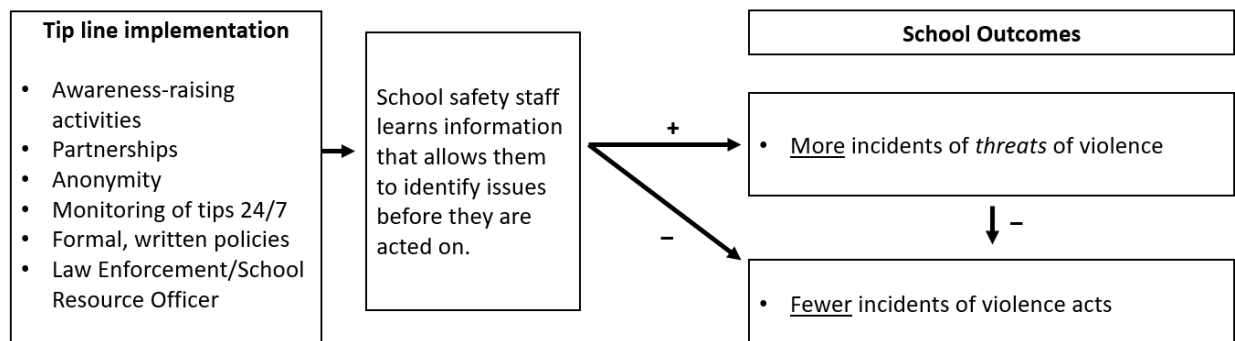 Tip line implementation
• Awareness-raising
activities
• Partnerships
• Anonymity
• Monitoring of tips 24/7
• Formal, written policies
• Law Enforcement/School
Resource Officer
School safety staff
learns information
that allows them
to identify issues
before they are
acted on.
+
–
School Outcomes
• More incidents of threats of violence
–
• Fewer incidents of violence acts